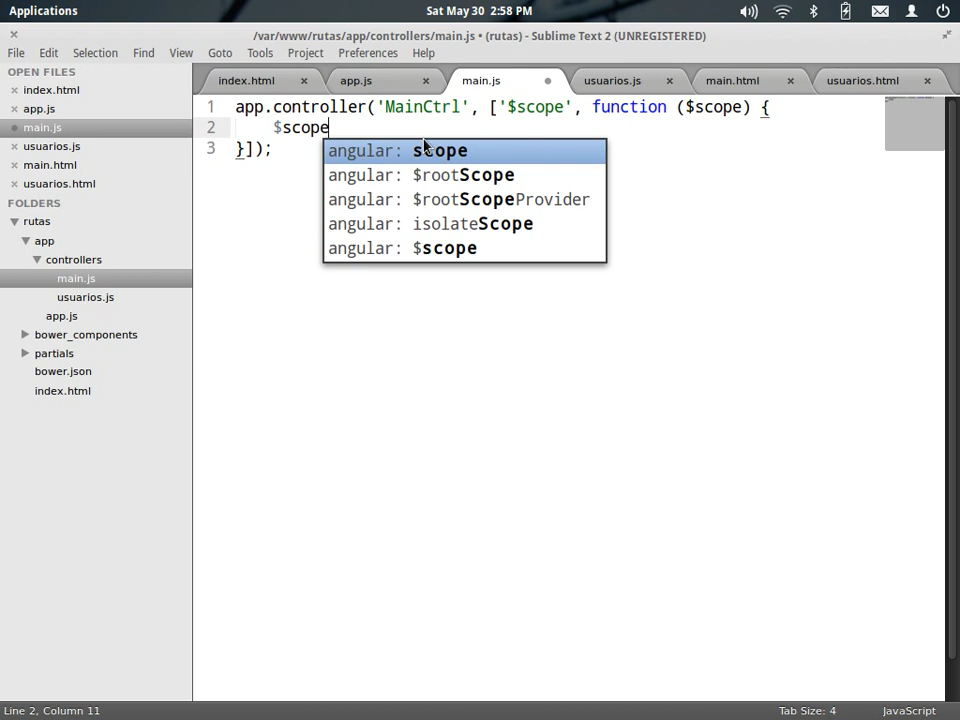 Applications
Sat May 30 2:58 PM
/var/www/rutas/app/controllers/main.js • (rutas) - Sublime Text 2 (UNREGISTERED)
File Edit Selection Find View Goto Tools Project Preferences Help
OPEN FILES
index.html
app.js
main.js
usuarios.js
main.html
usuarios.html
FOLDERS
rutas
app
controllers
main.js
usuarios.js
app.js
bower_components
partials
bower.json
index.html
index.html app.js main.js usuarios.js main.html usuarios.html
1 app.controller('MainCtrl', ['$scope', function ($scope) {
2 $scope
3 }]);
angular: scope
angular: $rootScope
angular: $rootScopeProvider
angular: isolateScope
angular: $scope
Line 2, Column 11
Tab Size: 4
JavaScript